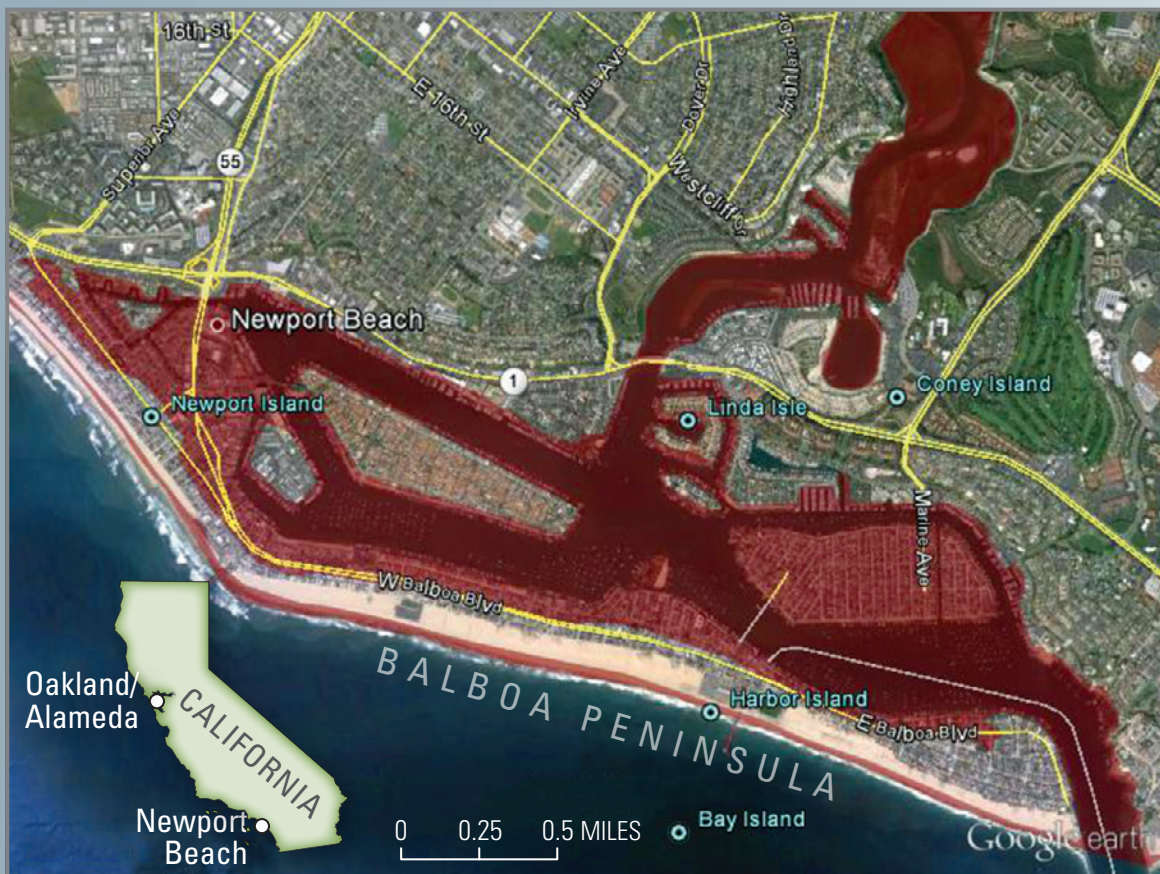 16th st
Superior Ave
55
E 16th st
Irvine Ave
Dover Dr
Highland Dr
Westcliff Dr
Newport Beach
1
Newport Island
Linda Isle
Coney Island
Marine Ave
W Balboa Blvd
BALBOA PENINSULA
Harbor Island
E Balboa Blvd
Bay Island
Oakland/
Alameda
CALIFORNIA
Newport
Beach
0 0.25 0.5 MILES
Google earth